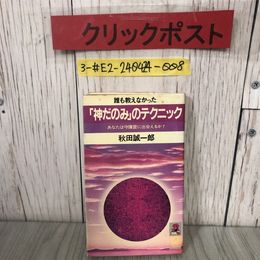 クリックポスト
3-#E2-240424-008
誰も教えなかった
「神だのみ」のテクニック
あなたは守護霊に出会えるか?
秋田誠一郎